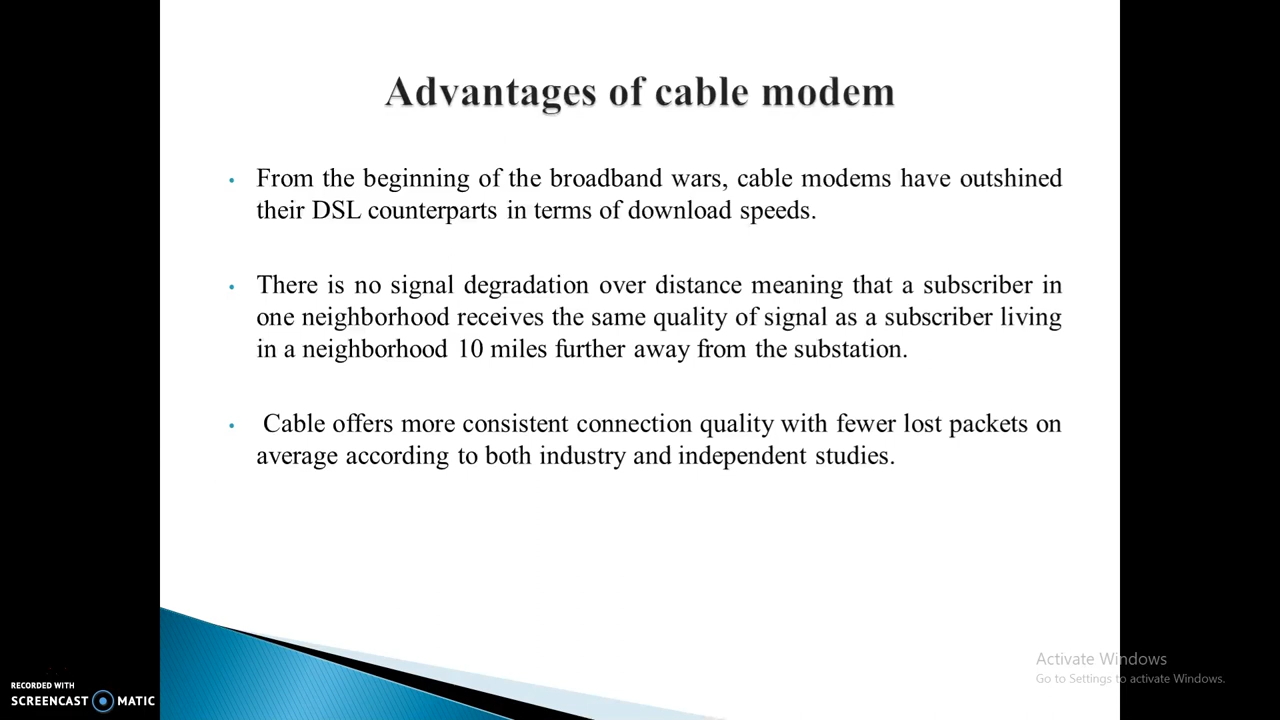 Advantages of cable modem
• From the beginning of the broadband wars, cable modems have outshined
their DSL counterparts in terms of download speeds.
• There is no signal degradation over distance meaning that a subscriber in
one neighborhood receives the same quality of signal as a subscriber living
in a neighborhood 10 miles further away from the substation.
• Cable offers more consistent connection quality with fewer lost packets on
average according to both industry and independent studies.
Activate Windows
Go to Settings to activate Windows.
RECORDED WITH
SCREENCAST MATIC